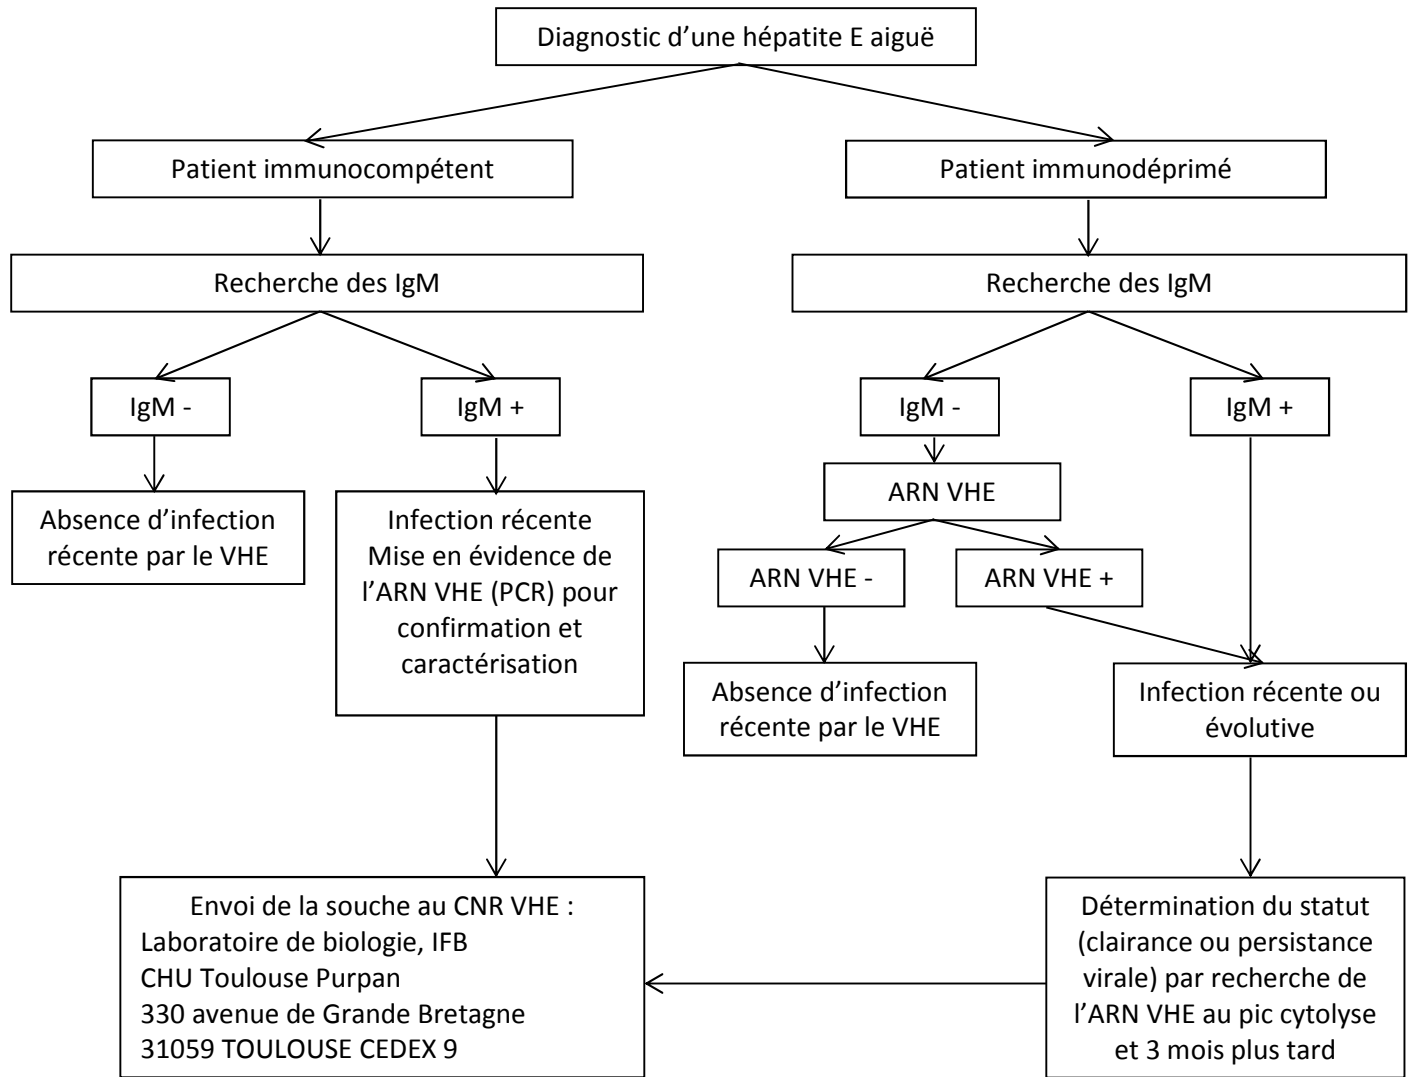 Diagnostic d’une hépatite E aiguë
Patient immunocompétent
Patient immunodéprimé
Recherche des IgM
Recherche des IgM
IgM -
IgM +
IgM -
IgM +
ARN VHE
Absence d’infection
récente par le VHE
Infection récente
Mise en évidence de
l’ARN VHE (PCR) pour
confirmation et
caractérisation
ARN VHE -
ARN VHE +
Absence d’infection
récente par le VHE
Infection récente ou
évolutive
Envoi de la souche au CNR VHE :
Laboratoire de biologie, IFB
CHU Toulouse Purpan
330 avenue de Grande Bretagne
31059 TOULOUSE CEDEX 9
Détermination du statut
(clairance ou persistance
virale) par recherche de
l’ARN VHE au pic cytolyse
et 3 mois plus tard